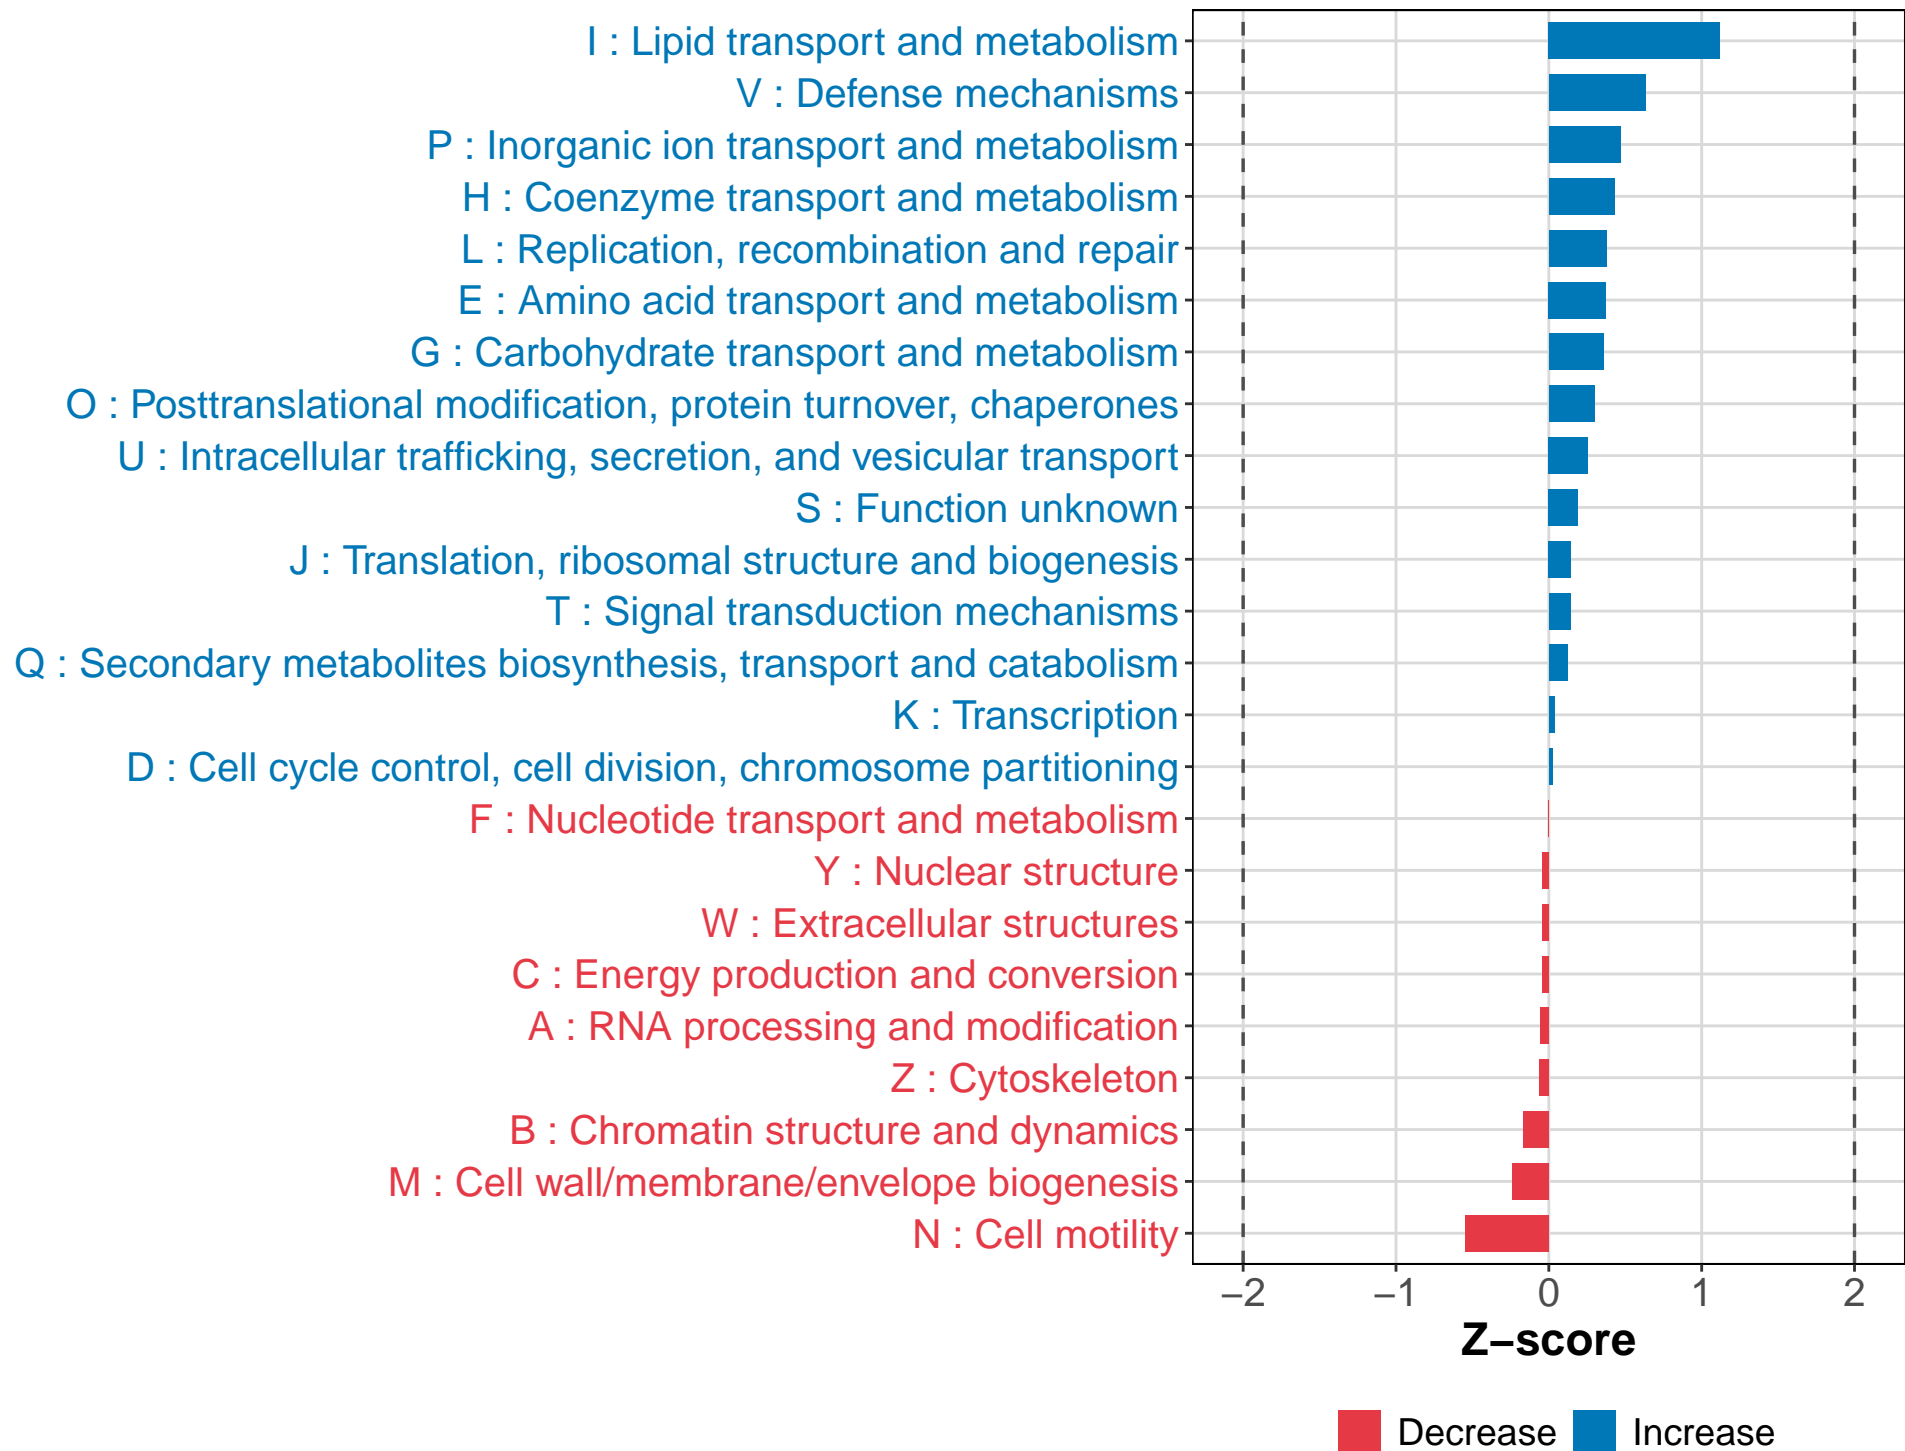 I : Lipid transport and metabolism
V : Defense mechanisms
P : Inorganic ion transport and metabolism
H : Coenzyme transport and metabolism
L : Replication, recombination and repair
E : Amino acid transport and metabolism
G : Carbohydrate transport and metabolism
O : Posttranslational modification, protein turnover, chaperones
U : Intracellular trafficking, secretion, and vesicular transport
S : Function unknown
J : Translation, ribosomal structure and biogenesis
T : Signal transduction mechanisms
Q : Secondary metabolites biosynthesis, transport and catabolism
K : Transcription
D : Cell cycle control, cell division, chromosome partitioning
F : Nucleotide transport and metabolism
Y : Nuclear structure
W : Extracellular structures
C : Energy production and conversion
A : RNA processing and modification
Z : Cytoskeleton
B : Chromatin structure and dynamics
M : Cell wall/membrane/envelope biogenesis
N : Cell motility
−2 −1 0 1 2
Z−score
Decrease Increase